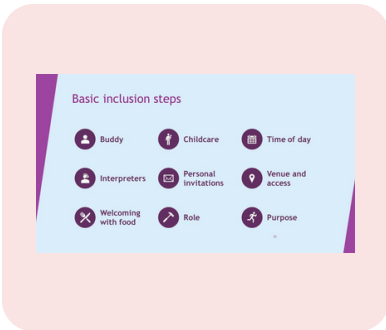 Basic inclusion steps
Buddy
Childcare
Time of day
Interpreters
Personal
invitations
Venue and
access
Welcoming
with food
Role
Purpose